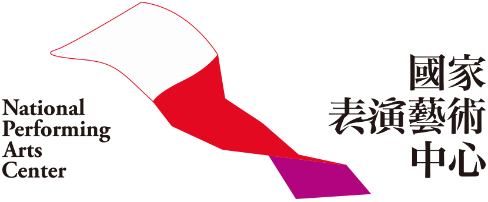 National
Performing
Arts
Center
國家
表演藝術
中心